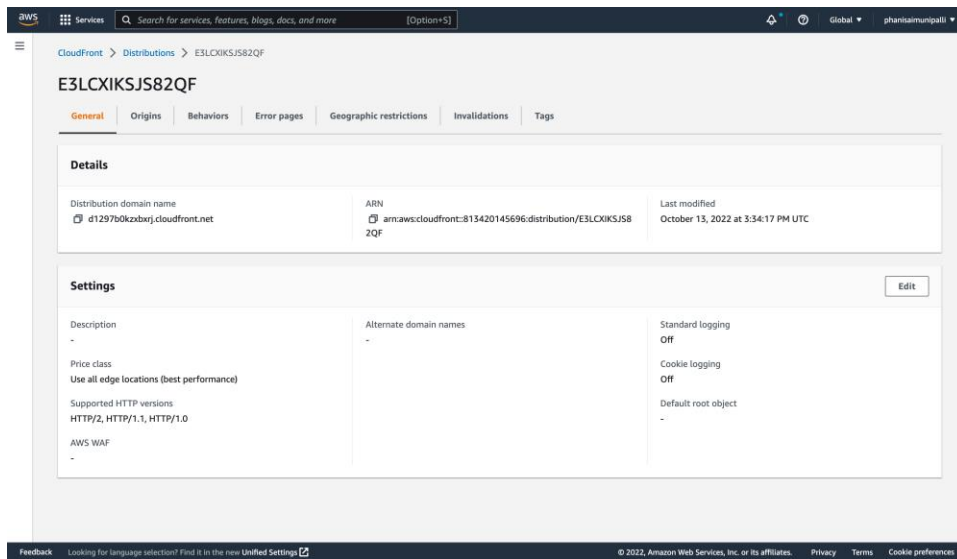 aws
Services
Search for services, features, blogs, docs, and more [Option+S]
Global ▼
phanisaimunipalli ▼
CloudFront > Distributions > E3LCXIKSJS82QF
E3LCXIKSJS82QF
General Origins Behaviors Error pages Geographic restrictions Invalidations Tags
Details
Distribution domain name
d1297b0kzxbxrj.cloudfront.net
ARN
arn:aws:cloudfront::813420145696:distribution/E3LCXIKSJS8
2QF
Last modified
October 13, 2022 at 3:34:17 PM UTC
Settings
Edit
Description
-
Price class
Use all edge locations (best performance)
Supported HTTP versions
HTTP/2, HTTP/1.1, HTTP/1.0
AWS WAF
-
Alternate domain names
-
Standard logging
Off
Cookie logging
Off
Default root object
-
Feedback Looking for language selection? Find it in the new Unified Settings
© 2022, Amazon Web Services, Inc. or its affiliates. Privacy Terms Cookie preferences